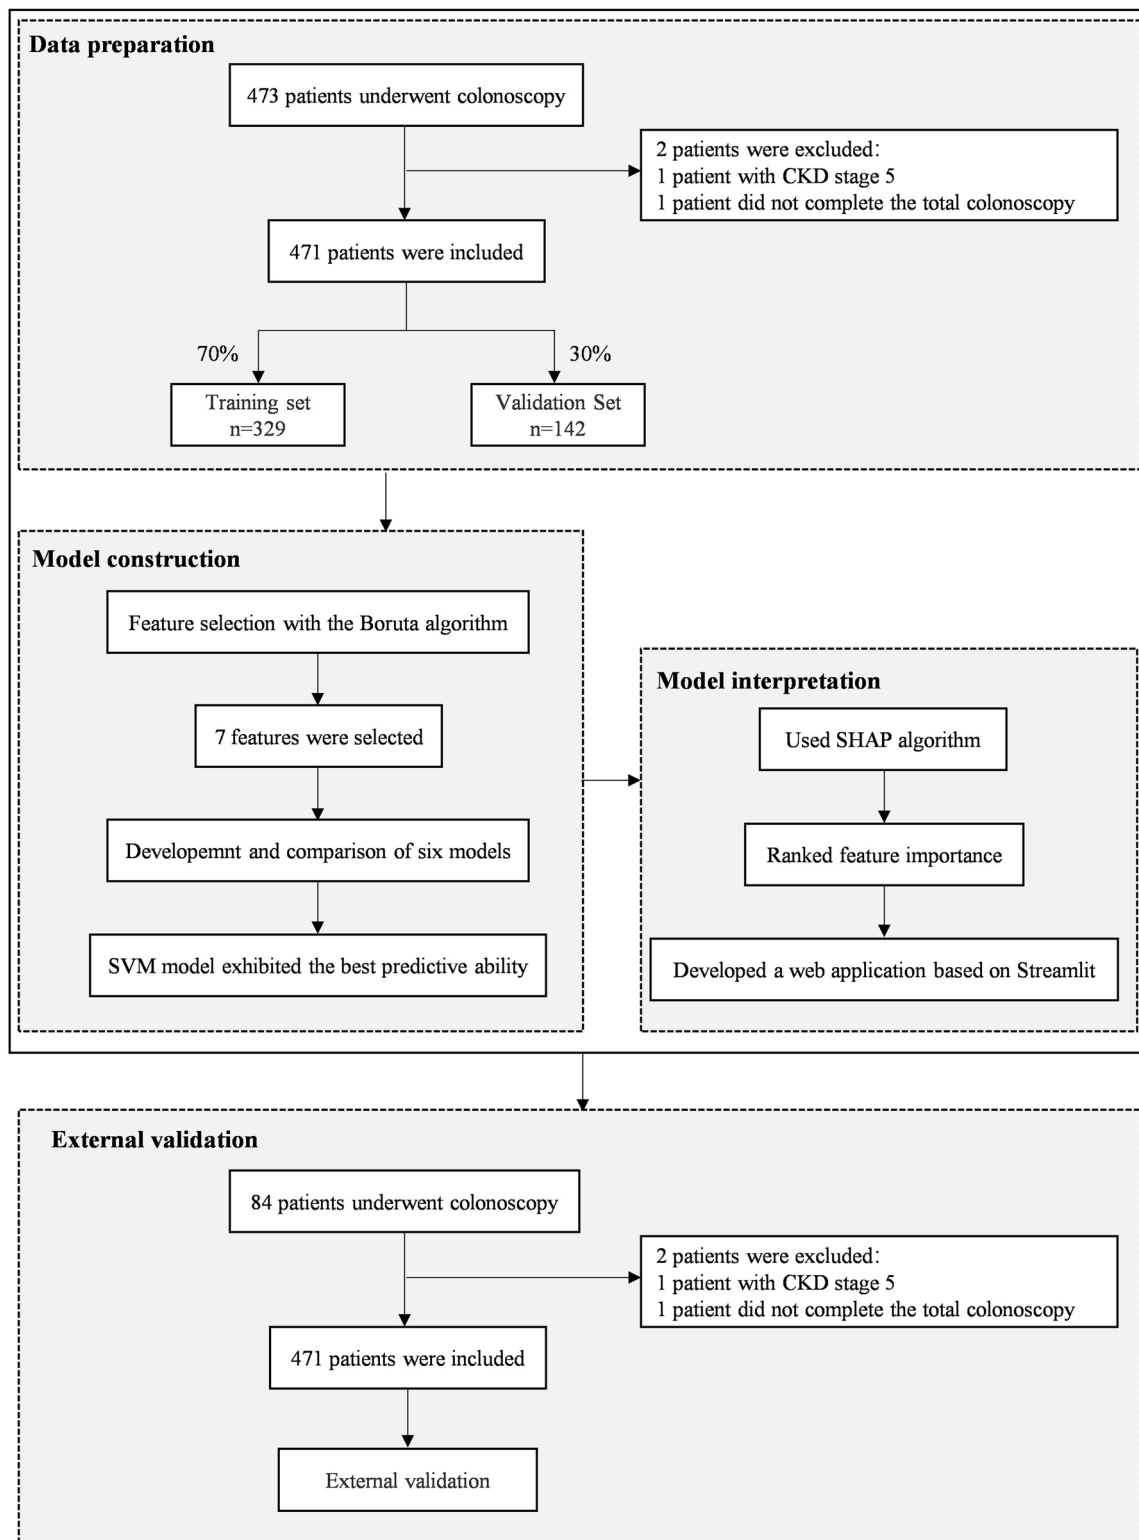 Data preparation
473 patients underwent colonoscopy
2 patients were excluded:
1 patient with CKD stage 5
1 patient did not complete the total colonoscopy
471 patients were included
70%
30%
Training set
n=329
Validation Set
n=142
Model construction
Feature selection with the Boruta algorithm
7 features were selected
Developemnt and comparison of six models
SVM model exhibited the best predictive ability
Model interpretation
Used SHAP algorithm
Ranked feature importance
Developed a web application based on Streamlit
External validation
84 patients underwent colonoscopy
2 patients were excluded:
1 patient with CKD stage 5
1 patient did not complete the total colonoscopy
471 patients were included
External validation